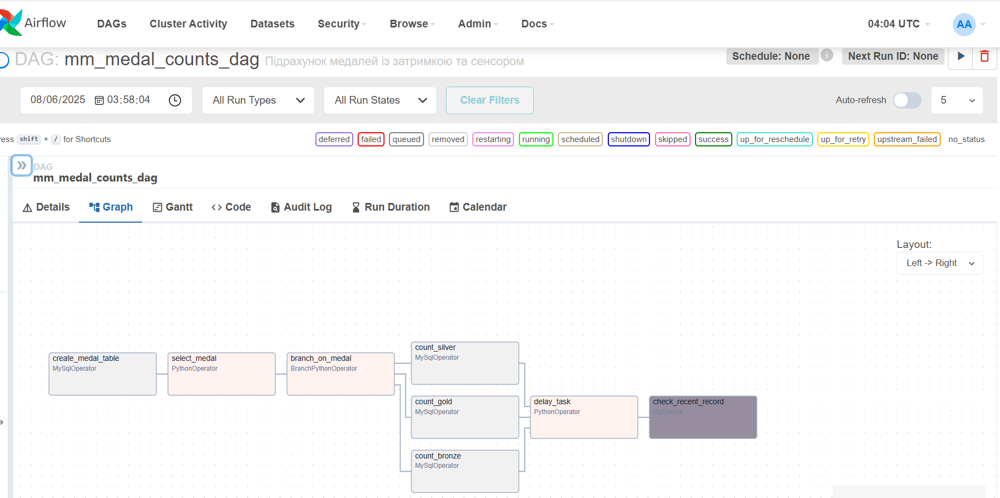 Airflow
DAGs Cluster Activity Datasets Security Browse Admin Docs 04:04 UTC AA
DAG: mm_medal_counts_dag Підрахунок медалей із затримкою та сенсором Schedule: None i Next Run ID: None
08/06/2025 03:58:04 All Run Types All Run States Clear Filters Auto-refresh 5
ress shift + / for Shortcuts deferred failed queued removed restarting running scheduled shutdown skipped success up_for_reschedule up_for_retry upstream_failed no_status
DAG
mm_medal_counts_dag
Details Graph Gantt Code Audit Log Run Duration Calendar
Layout:
Left -> Right
create_medal_table
MySqlOperator
select_medal
PythonOperator
branch_on_medal
BranchPythonOperator
count_silver
MySqlOperator
count_gold
MySqlOperator
count_bronze
MySqlOperator
delay_task
PythonOperator
check_recent_record
SqlSensor